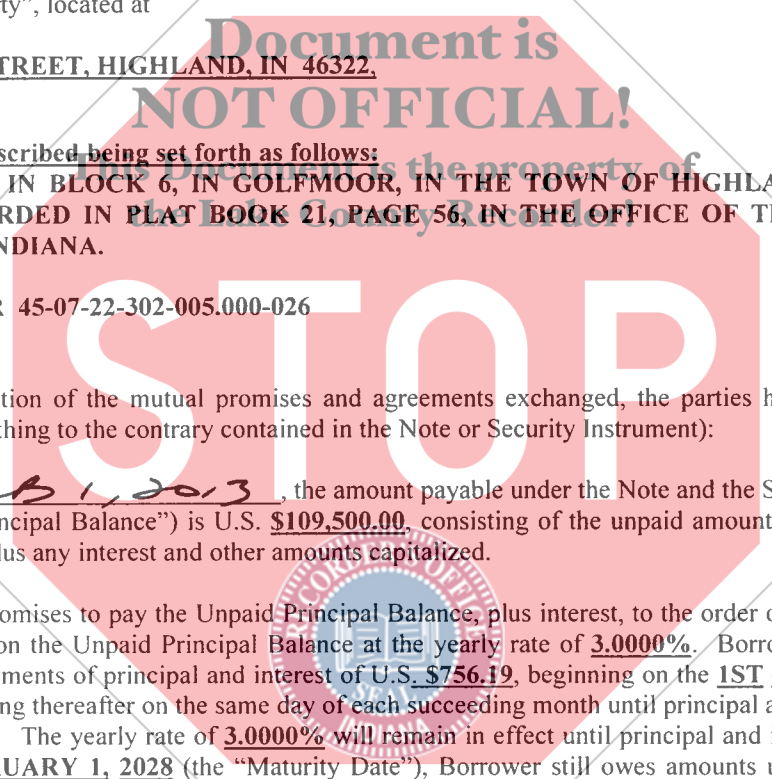 ty”, located at
Document is
STREET, HIGHLAND, IN 46322,
NOT OFFICIAL!
scribed being set forth as follows:
This Document is the property of
IN BLOCK 6, IN GOLFMOOR, IN THE TOWN OF HIGHLA
the Lake County Recorder!
RDED IN PLAT BOOK 21, PAGE 56, IN THE OFFICE OF T
NDIANA.
R 45-07-22-302-005.000-026
STOP
tion of the mutual promises and agreements exchanged, the parties h
thing to the contrary contained in the Note or Security Instrument):
B 1, 2013, the amount payable under the Note and the S
ncipal Balance”) is U.S. $109,500.00, consisting of the unpaid amount
lus any interest and other amounts capitalized.
omises to pay the Unpaid Principal Balance, plus interest, to the order o
on the Unpaid Principal Balance at the yearly rate of 3.0000%. Borro
ments of principal and interest of U.S. $756.19, beginning on the 1ST
ng thereafter on the same day of each succeeding month until principal a
The yearly rate of 3.0000% will remain in effect until principal and
UARY 1, 2028 (the “Maturity Date”), Borrower still owes amounts
RECORDER'S OFFICE
SEAL
INDIANA